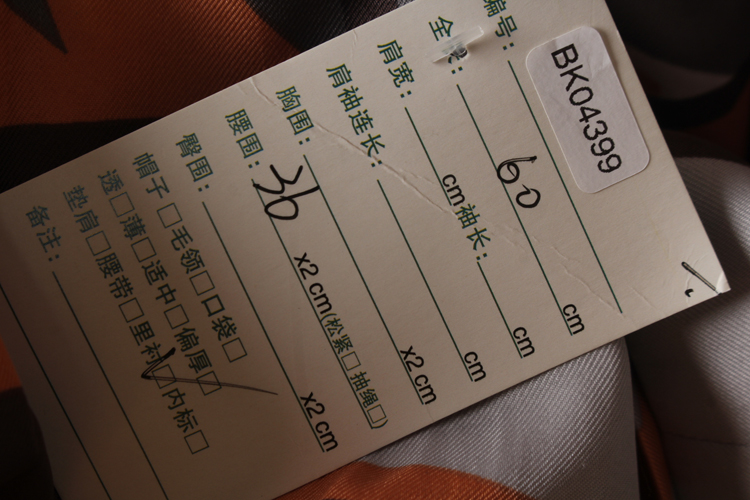 编号: BK04399
全长: 60 cm
肩宽: cm 袖长: cm
肩袖连长: cm
胸围: x2 cm
腰围: 36 x2 cm(松紧□ 抽绳□)
臀围: x2 cm
帽子□ 毛领□ 口袋□
透□ 薄□ 适中□ 偏厚□
垫肩□ 腰带□ 里衬☑ 内标□
备注: